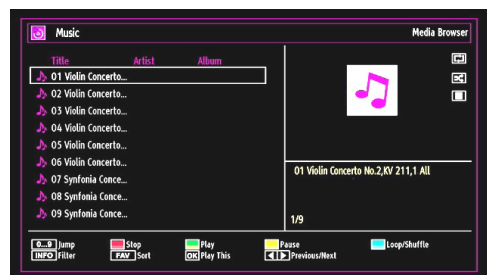 Music Media Browser
Title Artist Album
01 Violin Concerto...
02 Violin Concerto...
03 Violin Concerto...
04 Violin Concerto...
05 Violin Concerto...
06 Violin Concerto...
07 Synfonia Conce...
08 Synfonia Conce...
09 Synfonia Conce...
01 Violin Concerto No.2,KV 211,1 All
1/9
0...9 Jump Stop Play Pause Loop/Shuffle
INFO Filter FAV Sort OK Play This Previous/Next